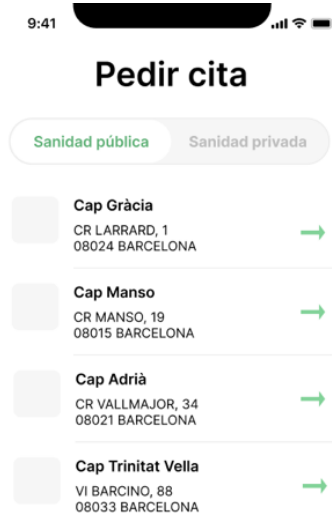 9:41
Pedir cita
Sanidad pública Sanidad privada
Cap Gràcia
CR LARRARD, 1
08024 BARCELONA
Cap Manso
CR MANSO, 19
08015 BARCELONA
Cap Adrià
CR VALLMAJOR, 34
08021 BARCELONA
Cap Trinitat Vella
VI BARCINO, 88
08033 BARCELONA